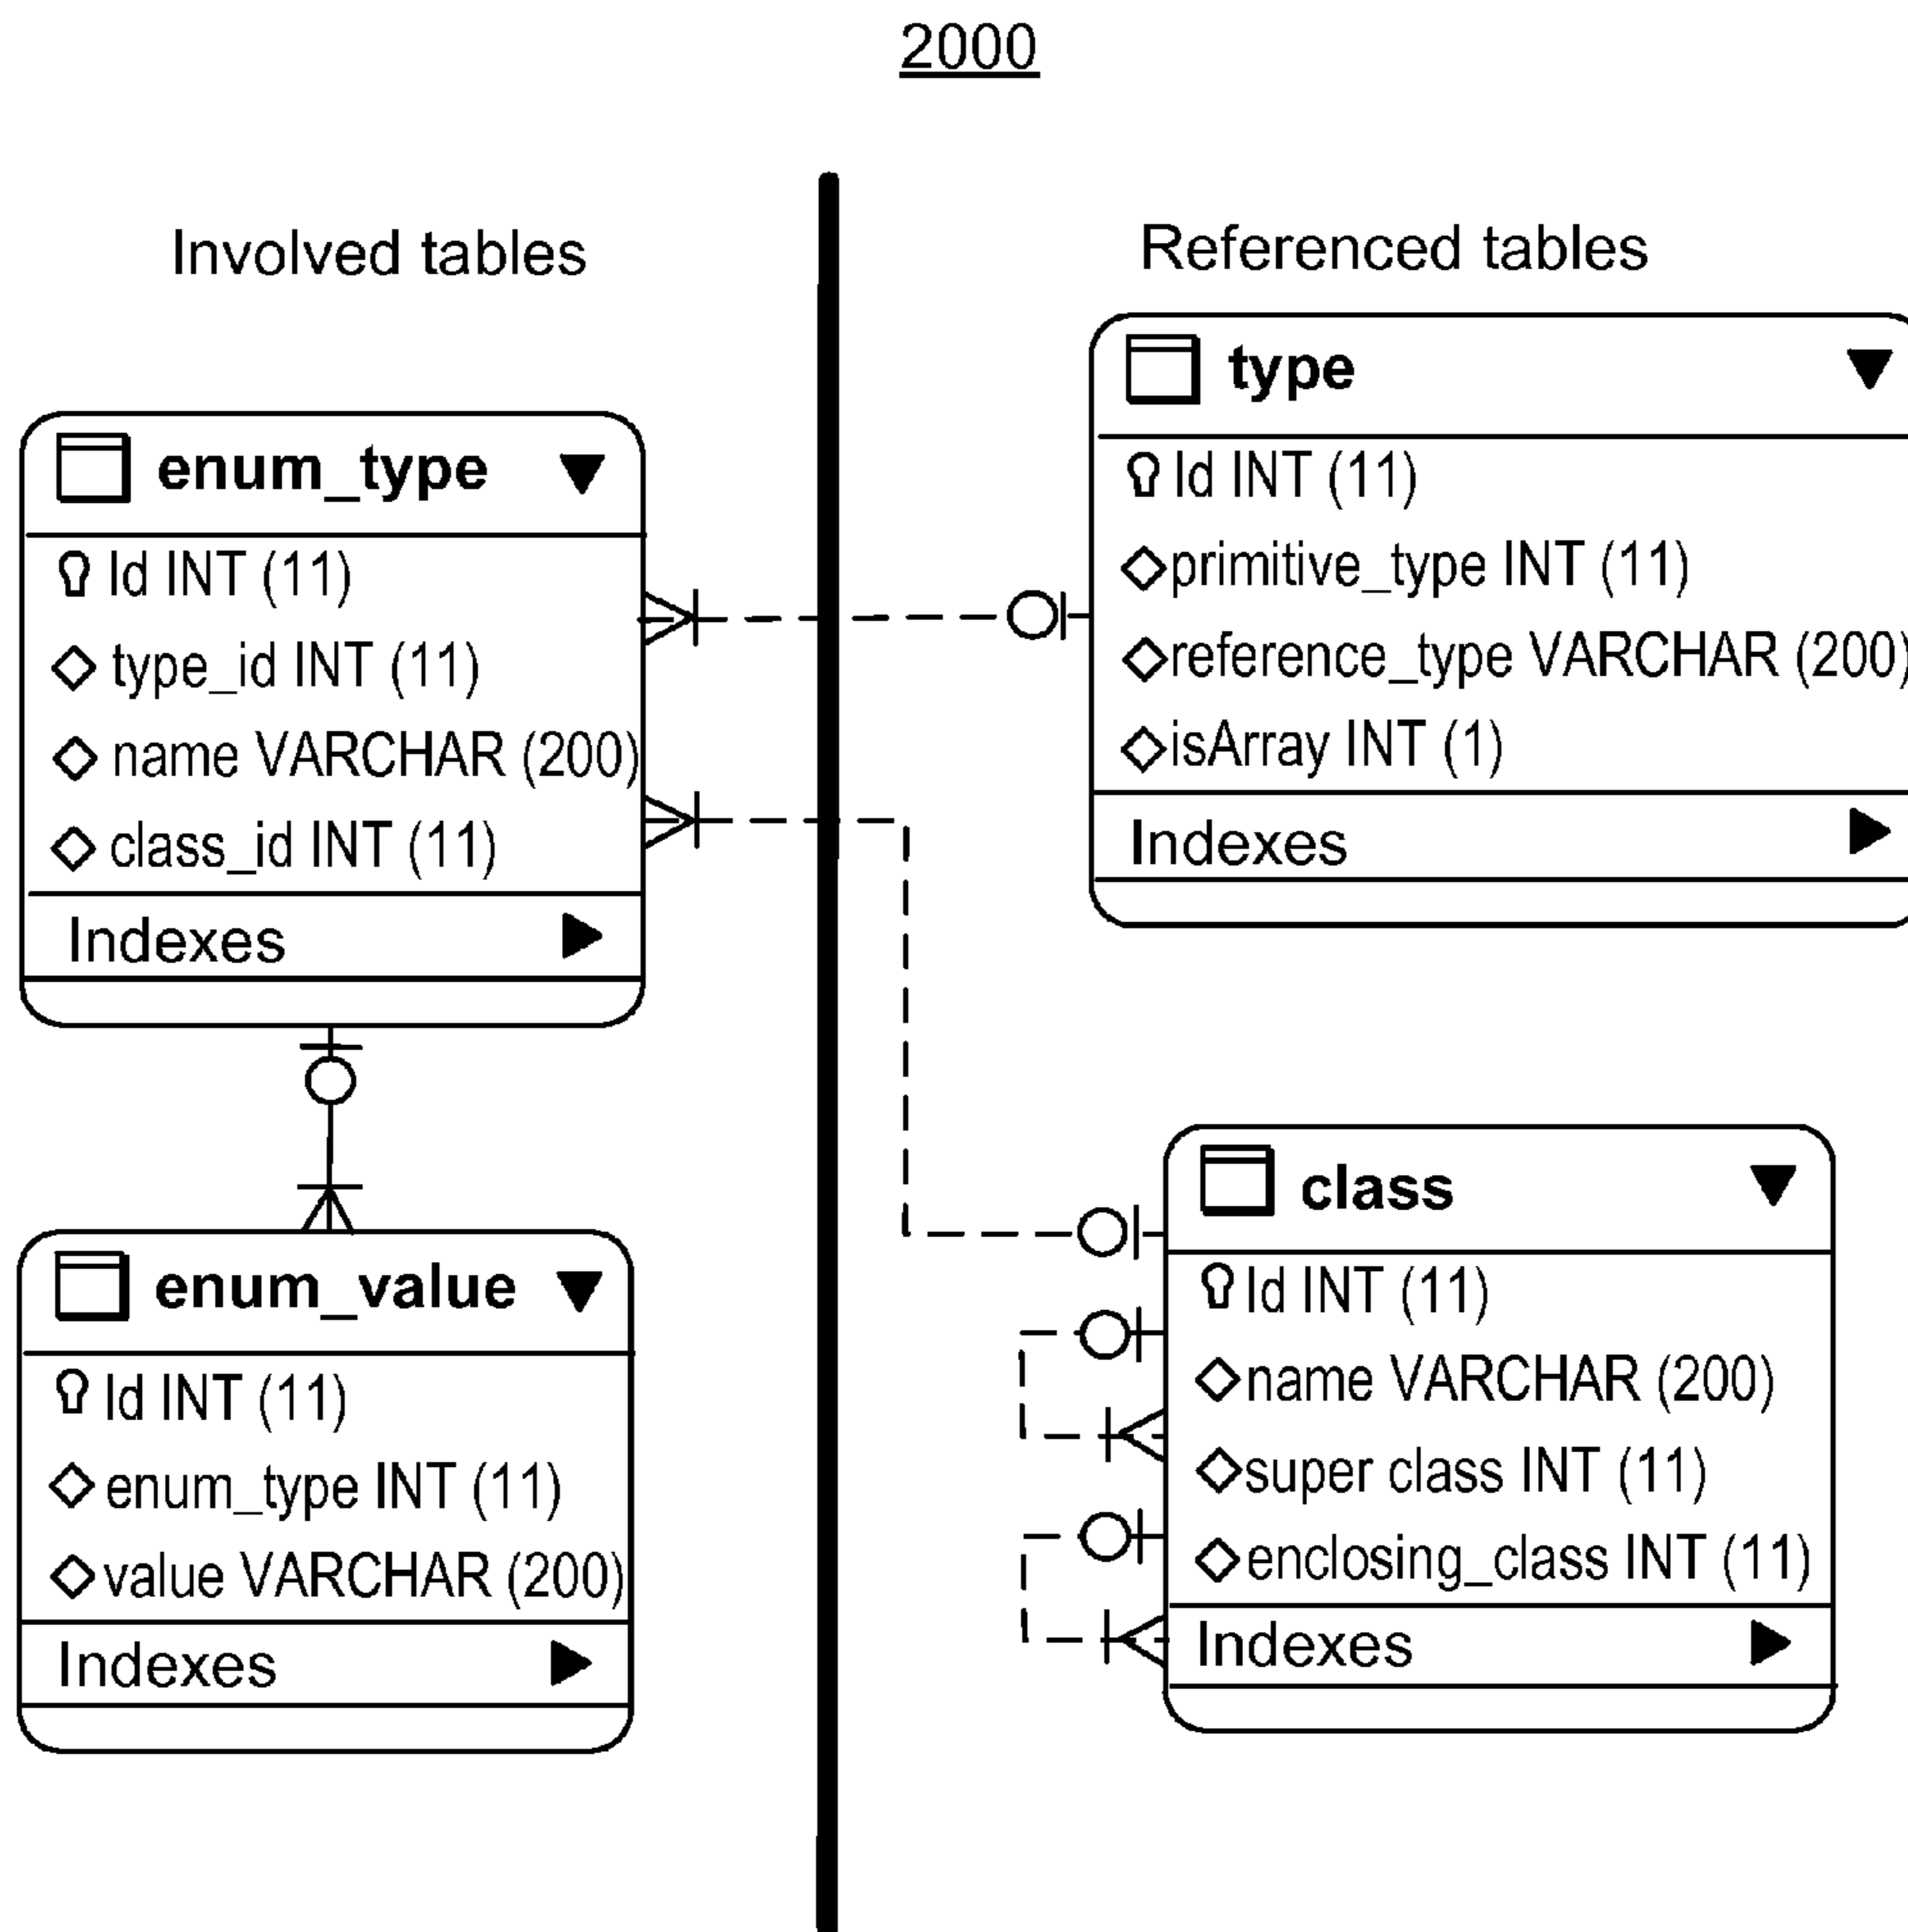 2000
Involved tables
enum_type
Id INT (11)
type_id INT (11)
name VARCHAR (200)
class_id INT (11)
Indexes
enum_value
Id INT (11)
enum_type INT (11)
value VARCHAR (200)
Indexes
Referenced tables
type
Id INT (11)
primitive_type INT (11)
reference_type VARCHAR (200)
isArray INT (1)
Indexes
class
Id INT (11)
name VARCHAR (200)
super class INT (11)
enclosing_class INT (11)
Indexes